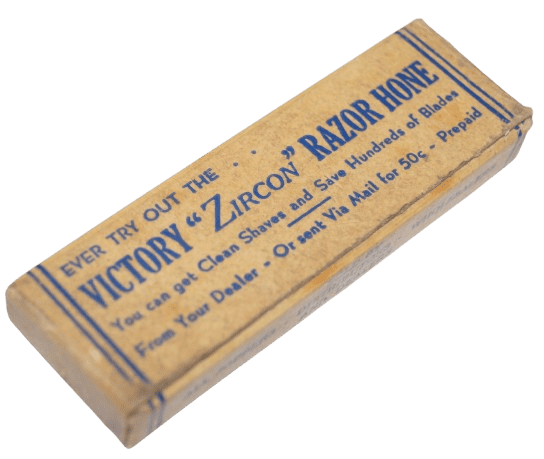 EVER TRY OUT THE . .
VICTORY "ZIRCON" RAZOR HONE
You can get Clean Shaves and Save Hundreds of Blades
From Your Dealer - Or sent Via Mail for 50c - Prepaid